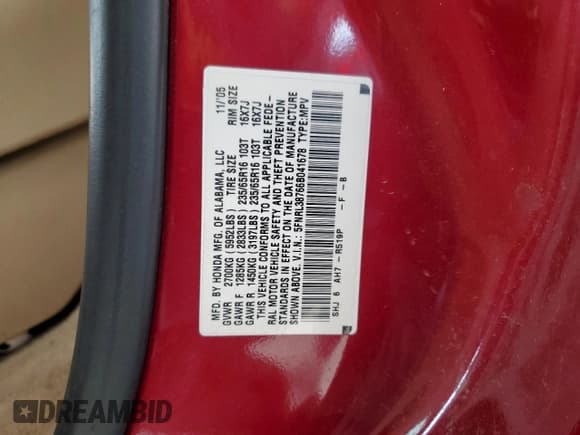 MFD. BY HONDA MFG. OF ALABAMA, LLC 11/'05
GVWR 2700KG (5952LBS) TIRE SIZE RIM SIZE
GAWR F 1285KG (2833LBS) 235/65R16 103T 16X7J
GAWR R 1450KG (3197LBS) 235/65R16 103T 16X7J
THIS VEHICLE CONFORMS TO ALL APPLICABLE FEDE-
RAL MOTOR VEHICLE SAFETY AND THEFT PREVENTION
STANDARDS IN EFFECT ON THE DATE OF MANUFACTURE
SHOWN ABOVE. V.I.N.: 5FNRL38766B041678 TYPE:MPV
SHJ 6 AH7 - R519P - F - B
DREAMBID